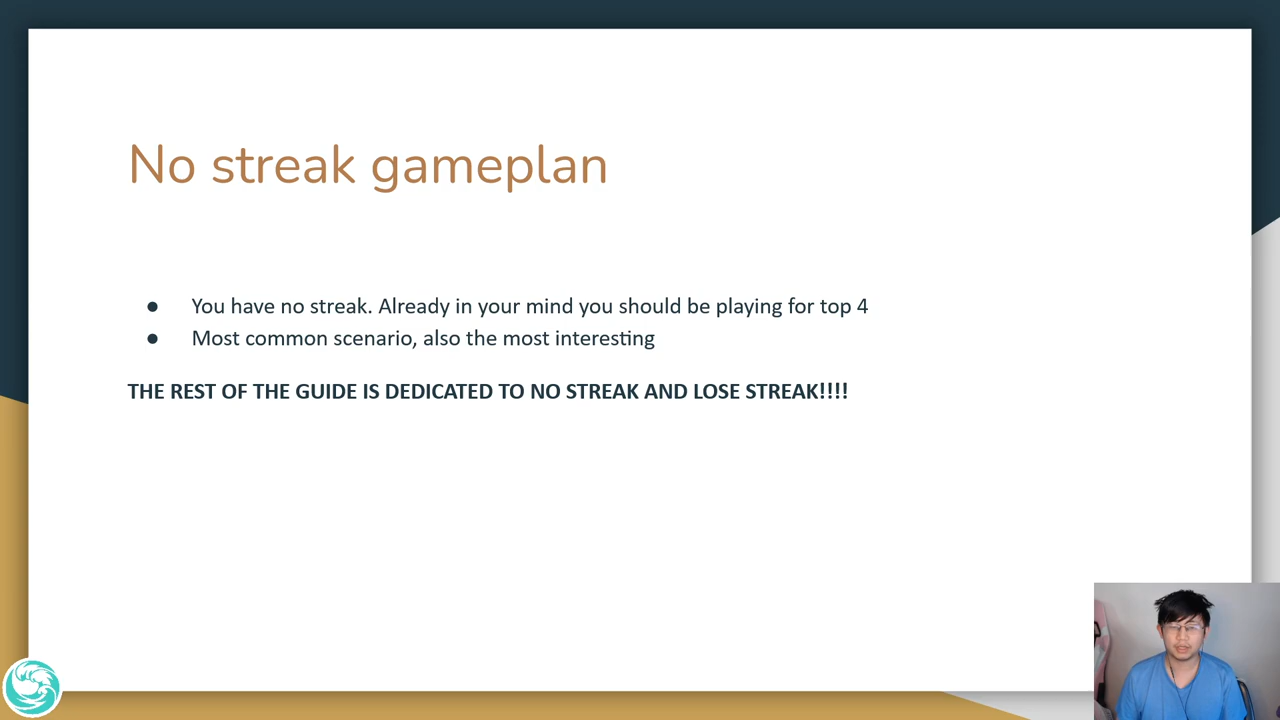 No streak gameplan
● You have no streak. Already in your mind you should be playing for top 4
● Most common scenario, also the most interesting
THE REST OF THE GUIDE IS DEDICATED TO NO STREAK AND LOSE STREAK!!!!